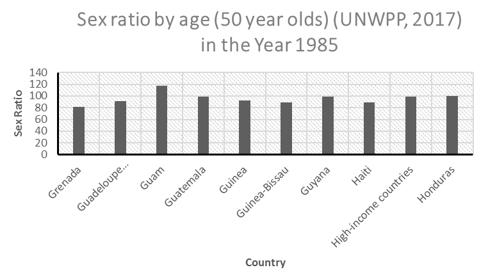 Sex ratio by age (50 year olds) (UNWPP, 2017)
in the Year 1985
Sex Ratio
140
120
100
80
60
40
20
0
Grenada
Guadeloupe...
Guam
Guatemala
Guinea
Guinea-Bissau
Guyana
Haiti
High-income countries
Honduras
Country